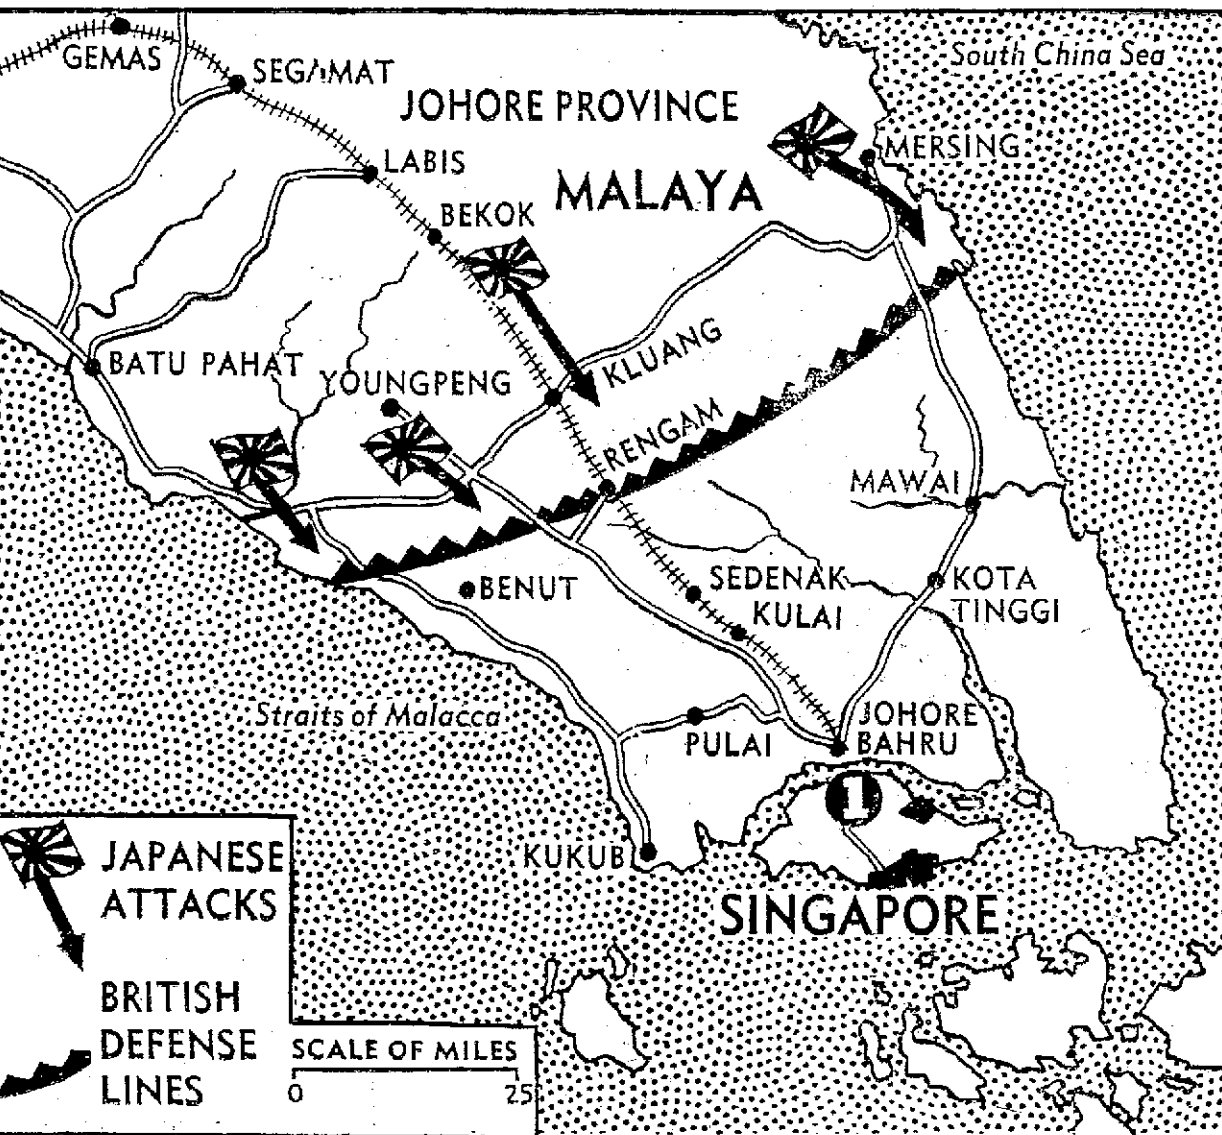 GEMAS
SEGAMAT
South China Sea
JOHORE PROVINCE
MERSING
LABIS
MALAYA
BEKOK
KLUANG
BATU PAHAT
YOUNGPENG
RENGAM
MAWAI
BENUT
SEDENAK
KULAI
KOTA
TINGGI
Straits of Malacca
PULAI
JOHORE
BAHRU
1
KUKUB
SINGAPORE
JAPANESE
ATTACKS
BRITISH
DEFENSE
LINES
SCALE OF MILES
0 25